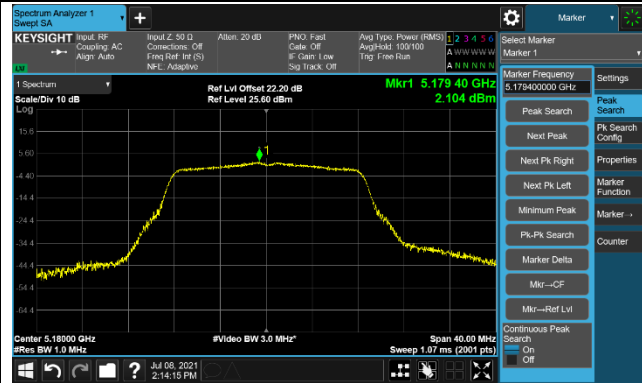 Spectrum Analyzer 1
Swept SA
Marker
KEYSIGHT
Input: RF
Coupling: AC
Align: Auto
Input Z: 50 Ω
Corrections: Off
Freq Ref: Int (S)
NFE: Adaptive
Atten: 20 dB
PNO: Fast
Gate: Off
IF Gain: Low
Sig Track: Off
Avg Type: Power (RMS)
Avg|Hold: 100/100
Trig: Free Run
1 2 3 4 5 6
A W W W W W
A N N N N N
Select Marker
Marker 1
1 Spectrum
Scale/Div 10 dB
Log
Ref Lvl Offset 22.20 dB
Ref Level 25.60 dBm
Mkr1 5.179 40 GHz
2.104 dBm
15.6
5.60
-4.40
-14.4
-24.4
-34.4
-44.4
-54.4
-64.4
1
Center 5.18000 GHz
#Res BW 1.0 MHz
#Video BW 3.0 MHz*
Span 40.00 MHz
Sweep 1.07 ms (2001 pts)
Marker Frequency
5.179400000 GHz
Peak Search
Next Peak
Next Pk Right
Next Pk Left
Minimum Peak
Pk-Pk Search
Marker Delta
Mkr→CF
Mkr→Ref Lvl
Continuous Peak
Search
On
Off
Settings
Peak
Search
Pk Search
Config
Properties
Marker
Function
Marker→
Counter
Jul 08, 2021
2:14:15 PM